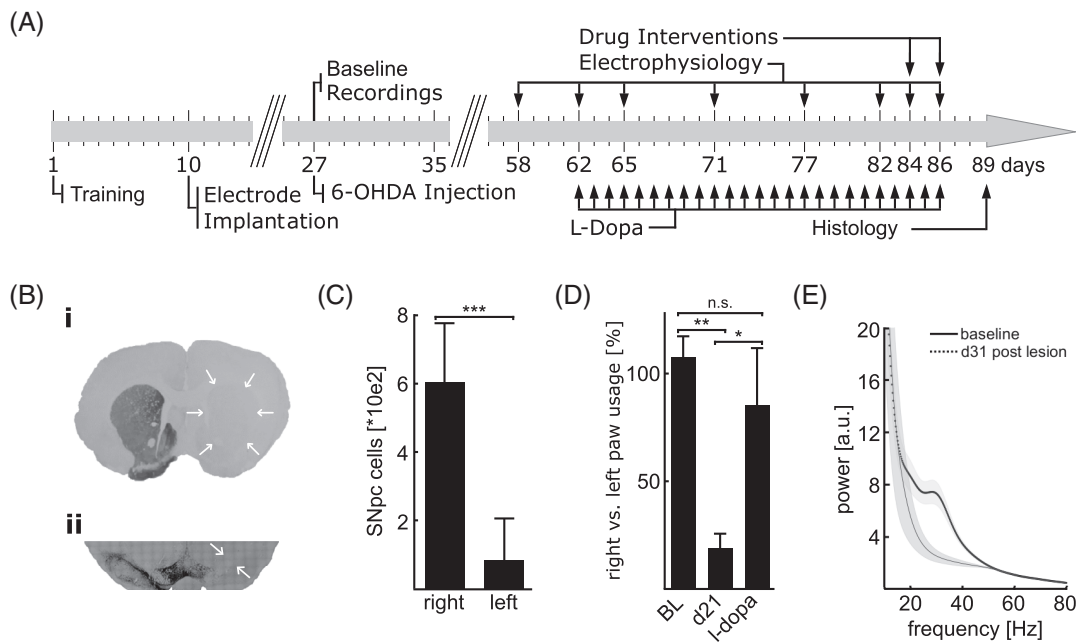 (A)
Drug Interventions
Electrophysiology
Baseline
Recordings
1 10 27 35 58 62 65 71 77 82 84 86 89 days
Training
Electrode
Implantation
6-OHDA Injection
L-Dopa
Histology
(B)
i
ii
(C)
SNpc cells [*10e2]
8
6
4
2
***
right left
(D)
right vs. left paw usage [%]
100
50
n.s.
**
*
BL d21 l-dopa
(E)
power [a.u.]
20
16
12
8
4
baseline
d31 post lesion
20 40 60 80
frequency [Hz]